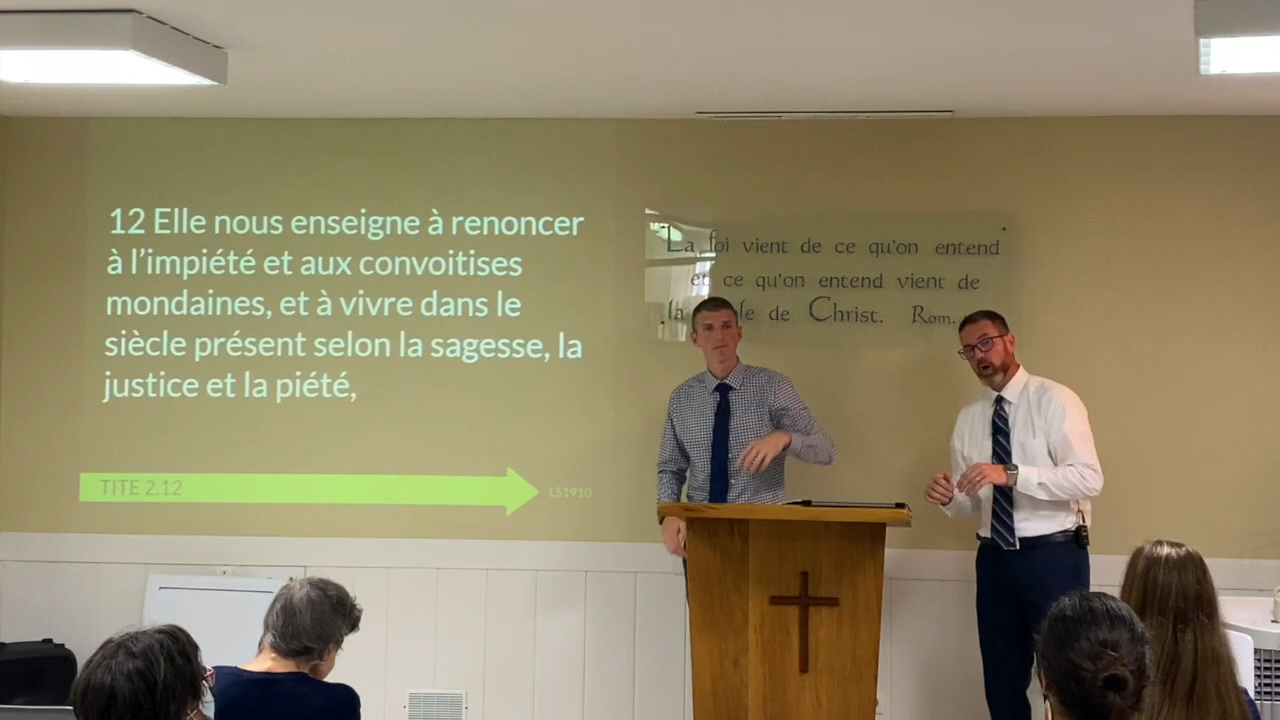 12 Elle nous enseigne à renoncer
à l'impiété et aux convoitises
mondaines, et à vivre dans le
siècle présent selon la sagesse, la
justice et la piété,
TITE 2.12
LS1910
La foi vient de ce qu'on entend
et ce qu'on entend vient de
la de Christ. Rom.